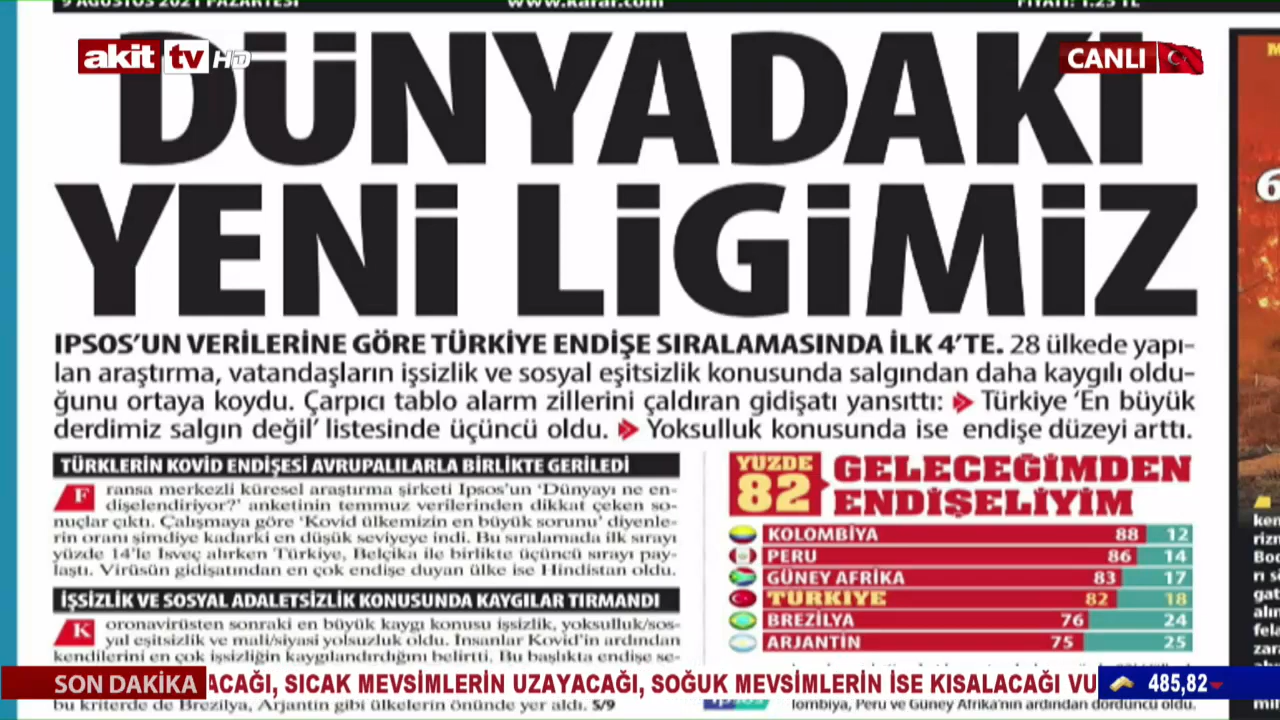 9 AĞUSTOS 2021 PAZARTESİ
www.karar.com
FİYATI: 1.25 TL
akit tv HD
CANLI
DÜNYADAKİ
YENİ LİGİMİZ
IPSOS'UN VERİLERİNE GÖRE TÜRKİYE ENDİŞE SIRALAMASINDA İLK 4'TE. 28 ülkede yapı-
lan araştırma, vatandaşların işsizlik ve sosyal eşitsizlik konusunda salgından daha kaygılı oldu-
ğunu ortaya koydu. Çarpıcı tablo alarm zillerini çaldıran gidişatı yansıttı: Türkiye 'En büyük
derdimiz salgın değil' listesinde üçüncü oldu. Yoksulluk konusunda ise endişe düzeyi arttı.
TÜRKLERİN KOVİD ENDİŞESİ AVRUPALILARLA BİRLİKTE GERİLEDİ
Fransa merkezli küresel araştırma şirketi Ipsos'un 'Dünyayı ne en-
dişelendiriyor?' anketinin temmuz verilerinden dikkat çeken so-
nuçlar çıktı. Çalışmaya göre 'Kovid ülkemizin en büyük sorunu' diyenle-
rin oranı şimdiye kadarki en düşük seviyeye indi. Bu sıralamada ilk sırayı
yüzde 14'le İsveç alırken Türkiye, Belçika ile birlikte üçüncü sırayı pay-
laştı. Virüsün gidişatından en çok endişe duyan ülke ise Hindistan oldu.
İŞSİZLİK VE SOSYAL ADALETSİZLİK KONUSUNDA KAYGILAR TIRMANDI
Koronavirüsten sonraki en büyük kaygı konusu işsizlik, yoksulluk/sos-
yal eşitsizlik ve mali/siyasi yolsuzluk oldu. İnsanlar Kovid'in ardından
kendilerini en çok işsizliğin kaygılandırdığını belirtti. Bu başlıkta endişe se-
bu kriterde de Brezilya, Arjantin gibi ülkelerin önünde yer aldı. S/9
YÜZDE
82
GELECEĞİMDEN
ENDİŞELİYİM
KOLOMBİYA 88 12
PERU 86 14
GÜNEY AFRİKA 83 17
TÜRKİYE 82 18
BREZİLYA 76 24
ARJANTİN 75 25
lombiya, Peru ve Güney Afrika'nın ardından dördüncü oldu.
6
SON DAKİKA
ACAĞI, SICAK MEVSİMLERİN UZAYACAĞI, SOĞUK MEVSİMLERİN İSE KISALACAĞI VU
485,82